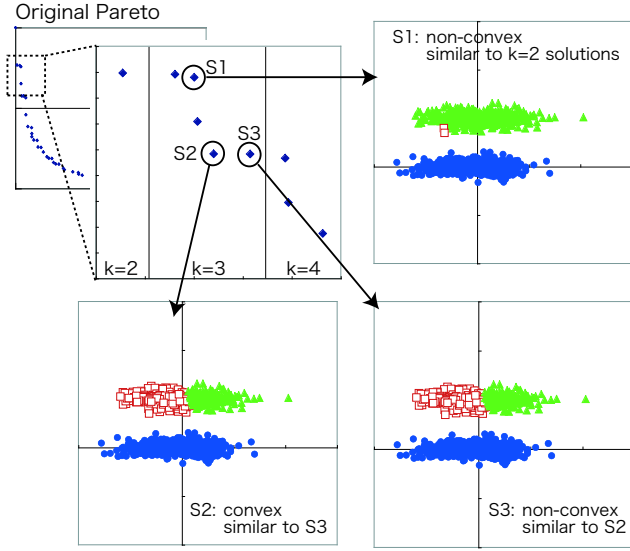 Original Pareto
S1: non-convex
similar to k=2 solutions
S1
S2
S3
k=2
k=3
k=4
S2: convex
similar to S3
S3: non-convex
similar to S2